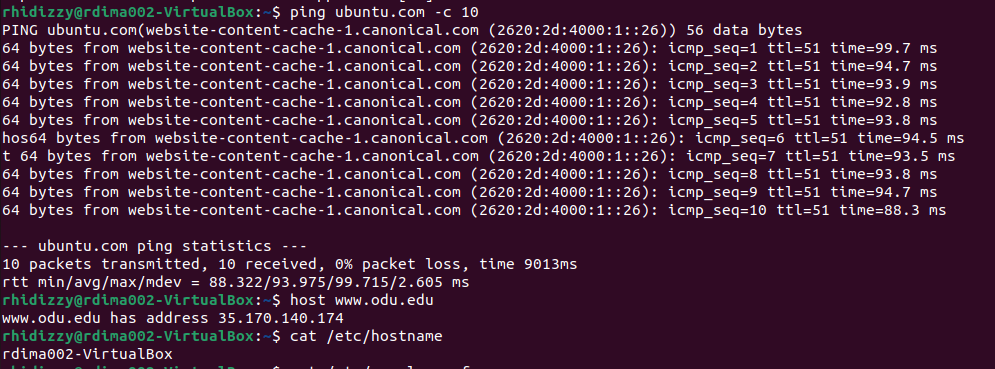 rhidizzy@rdima002-VirtualBox:~$ ping ubuntu.com -c 10
PING ubuntu.com(website-content-cache-1.canonical.com (2620:2d:4000:1::26)) 56 data bytes
64 bytes from website-content-cache-1.canonical.com (2620:2d:4000:1::26): icmp_seq=1 ttl=51 time=99.7 ms
64 bytes from website-content-cache-1.canonical.com (2620:2d:4000:1::26): icmp_seq=2 ttl=51 time=94.7 ms
64 bytes from website-content-cache-1.canonical.com (2620:2d:4000:1::26): icmp_seq=3 ttl=51 time=93.9 ms
64 bytes from website-content-cache-1.canonical.com (2620:2d:4000:1::26): icmp_seq=4 ttl=51 time=92.8 ms
64 bytes from website-content-cache-1.canonical.com (2620:2d:4000:1::26): icmp_seq=5 ttl=51 time=93.8 ms
hos64 bytes from website-content-cache-1.canonical.com (2620:2d:4000:1::26): icmp_seq=6 ttl=51 time=94.5 ms
t 64 bytes from website-content-cache-1.canonical.com (2620:2d:4000:1::26): icmp_seq=7 ttl=51 time=93.5 ms
64 bytes from website-content-cache-1.canonical.com (2620:2d:4000:1::26): icmp_seq=8 ttl=51 time=93.8 ms
64 bytes from website-content-cache-1.canonical.com (2620:2d:4000:1::26): icmp_seq=9 ttl=51 time=94.7 ms
64 bytes from website-content-cache-1.canonical.com (2620:2d:4000:1::26): icmp_seq=10 ttl=51 time=88.3 ms
--- ubuntu.com ping statistics ---
10 packets transmitted, 10 received, 0% packet loss, time 9013ms
rtt min/avg/max/mdev = 88.322/93.975/99.715/2.605 ms
rhidizzy@rdima002-VirtualBox:~$ host www.odu.edu
www.odu.edu has address 35.170.140.174
rhidizzy@rdima002-VirtualBox:~$ cat /etc/hostname
rdima002-VirtualBox